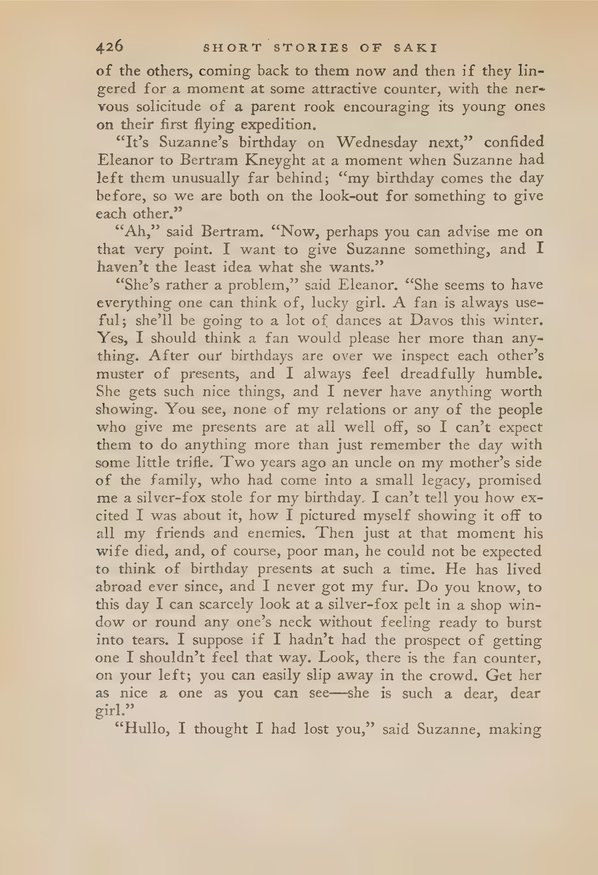 426 SHORT STORIES OF SAKI
of the others, coming back to them now and then if they lin-
gered for a moment at some attractive counter, with the ner-
vous solicitude of a parent rook encouraging its young ones
on their first flying expedition.
“It’s Suzanne’s birthday on Wednesday next,” confided
Eleanor to Bertram Kneyght at a moment when Suzanne had
left them unusually far behind; “my birthday comes the day
before, so we are both on the look-out for something to give
each other.”
“Ah,” said Bertram. “Now, perhaps you can advise me on
that very point. I want to give Suzanne something, and I
haven’t the least idea what she wants.”
“She’s rather a problem,” said Eleanor. “She seems to have
everything one can think of, lucky girl. A fan is always use-
ful; she’ll be going to a lot of dances at Davos this winter.
Yes, I should think a fan would please her more than any-
thing. After our birthdays are over we inspect each other’s
muster of presents, and I always feel dreadfully humble.
She gets such nice things, and I never have anything worth
showing. You see, none of my relations or any of the people
who give me presents are at all well off, so I can’t expect
them to do anything more than just remember the day with
some little trifle. Two years ago an uncle on my mother’s side
of the family, who had come into a small legacy, promised
me a silver-fox stole for my birthday. I can’t tell you how ex-
cited I was about it, how I pictured myself showing it off to
all my friends and enemies. Then just at that moment his
wife died, and, of course, poor man, he could not be expected
to think of birthday presents at such a time. He has lived
abroad ever since, and I never got my fur. Do you know, to
this day I can scarcely look at a silver-fox pelt in a shop win-
dow or round any one’s neck without feeling ready to burst
into tears. I suppose if I hadn’t had the prospect of getting
one I shouldn’t feel that way. Look, there is the fan counter,
on your left; you can easily slip away in the crowd. Get her
as nice a one as you can see—she is such a dear, dear
girl.”
“Hullo, I thought I had lost you,” said Suzanne, making